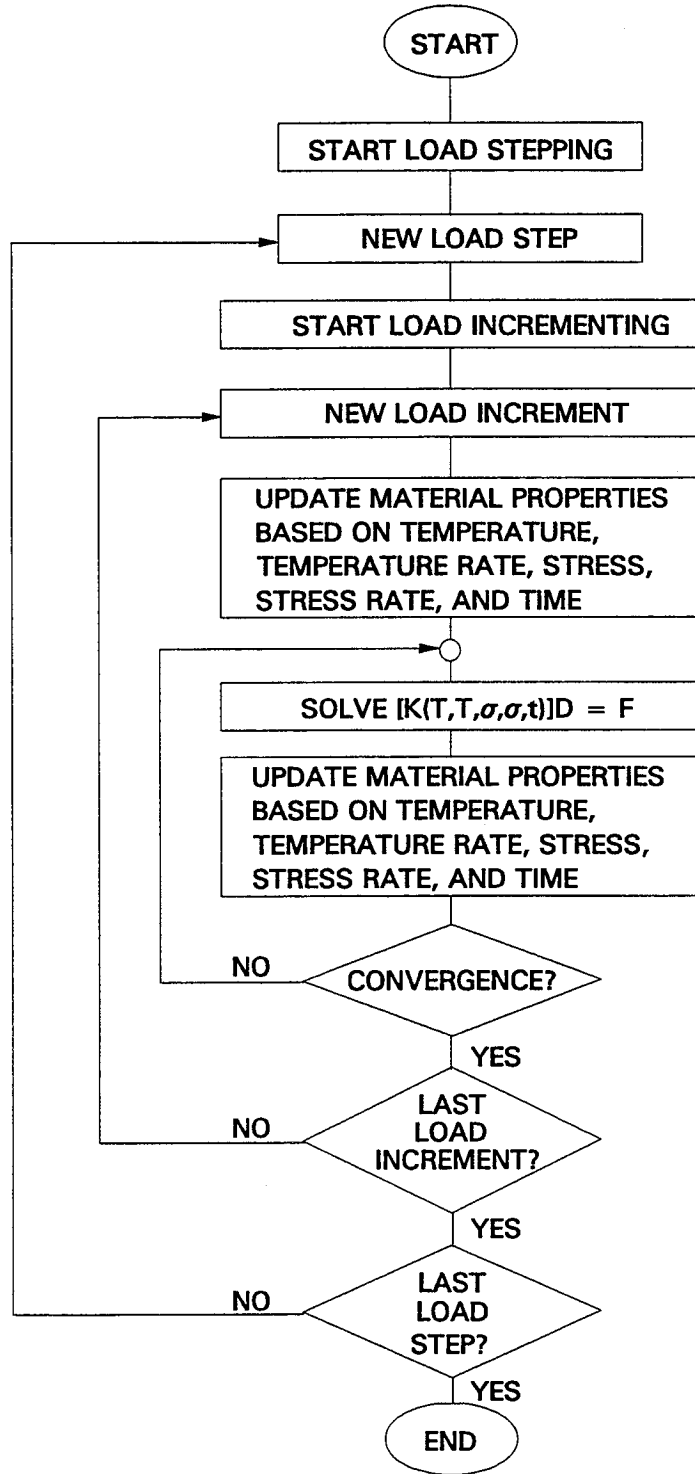 START
START LOAD STEPPING
NEW LOAD STEP
START LOAD INCREMENTING
NEW LOAD INCREMENT
UPDATE MATERIAL PROPERTIES
BASED ON TEMPERATURE,
TEMPERATURE RATE, STRESS,
STRESS RATE, AND TIME
SOLVE [K(T,T,σ,σ,t)]D = F
UPDATE MATERIAL PROPERTIES
BASED ON TEMPERATURE,
TEMPERATURE RATE, STRESS,
STRESS RATE, AND TIME
NO
CONVERGENCE?
YES
LAST
NO
LOAD
INCREMENT?
YES
LAST
NO
LOAD
STEP?
YES
END